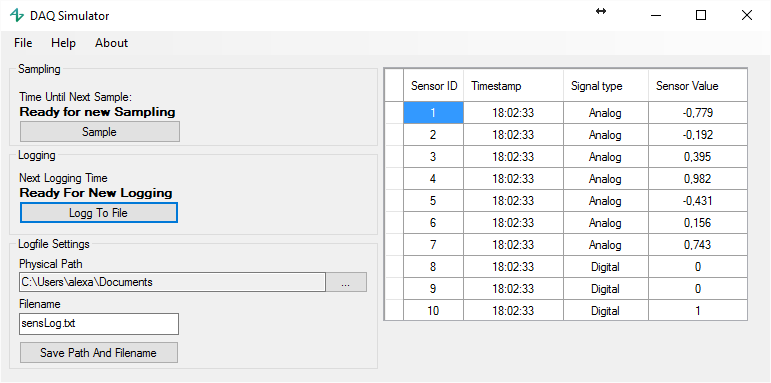 DAQ Simulator
File Help About
Sampling
Time Until Next Sample:
Ready for new Sampling
Sample
Logging
Next Logging Time
Ready For New Logging
Logg To File
Logfile Settings
Physical Path
C:\Users\alexa\Documents
...
Filename
sensLog.txt
Save Path And Filename
Sensor ID Timestamp Signal type Sensor Value
1 18:02:33 Analog -0,779
2 18:02:33 Analog -0,192
3 18:02:33 Analog 0,395
4 18:02:33 Analog 0,982
5 18:02:33 Analog -0,431
6 18:02:33 Analog 0,156
7 18:02:33 Analog 0,743
8 18:02:33 Digital 0
9 18:02:33 Digital 0
10 18:02:33 Digital 1